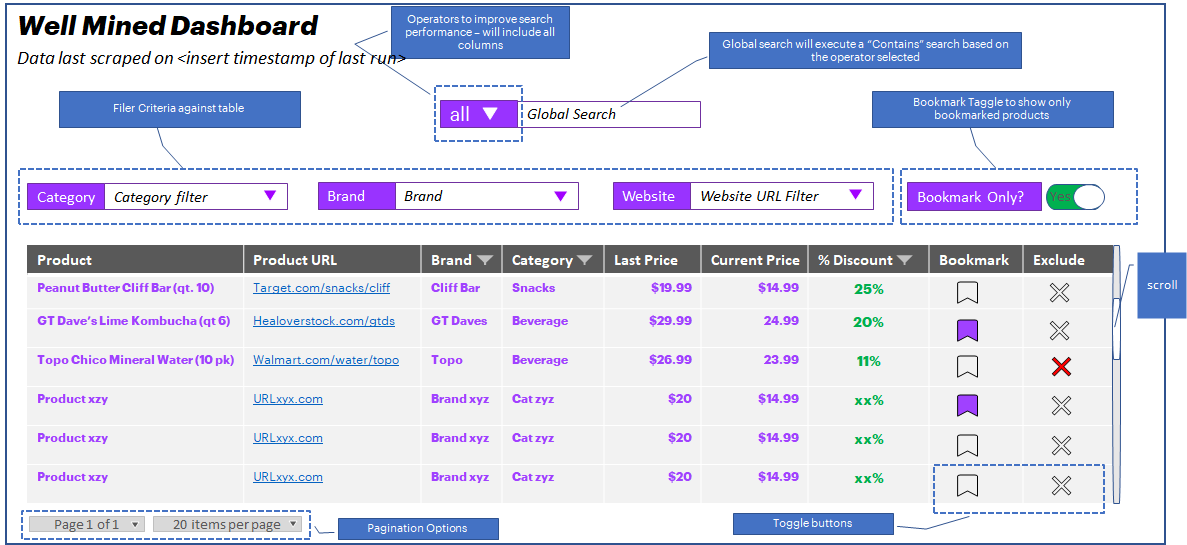 Well Mined Dashboard
Data last scraped on <insert timestamp of last run>
Operators to improve search
performance – will include all
columns
Global search will execute a “Contains” search based on
the operator selected
Filer Criteria against table
all
Global Search
Bookmark Taggle to show only
bookmarked products
Category Category filter
Brand Brand
Website Website URL Filter
Bookmark Only? Yes
Product Product URL Brand Category Last Price Current Price % Discount Bookmark Exclude
Peanut Butter Cliff Bar (qt. 10) Target.com/snacks/cliff Cliff Bar Snacks $19.99 $14.99 25%
GT Dave’s Lime Kombucha (qt 6) Healoverstock.com/gtds GT Daves Beverage $29.99 24.99 20%
Topo Chico Mineral Water (10 pk) Walmart.com/water/topo Topo Beverage $26.99 23.99 11%
Product xzy URLxyx.com Brand xyz Cat zyz $20 $14.99 xx%
Product xzy URLxyx.com Brand xyz Cat zyz $20 $14.99 xx%
Product xzy URLxyx.com Brand xyz Cat zyz $20 $14.99 xx%
scroll
Page 1 of 1 20 items per page
Pagination Options
Toggle buttons